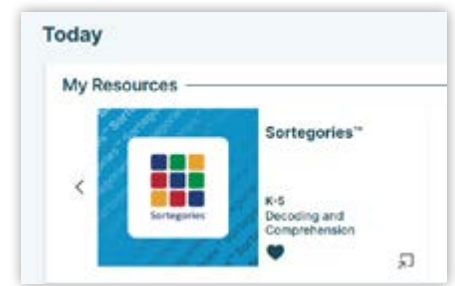 Today
My Resources
Sortegories™
Sortegories
K-5
Decoding and
Comprehension